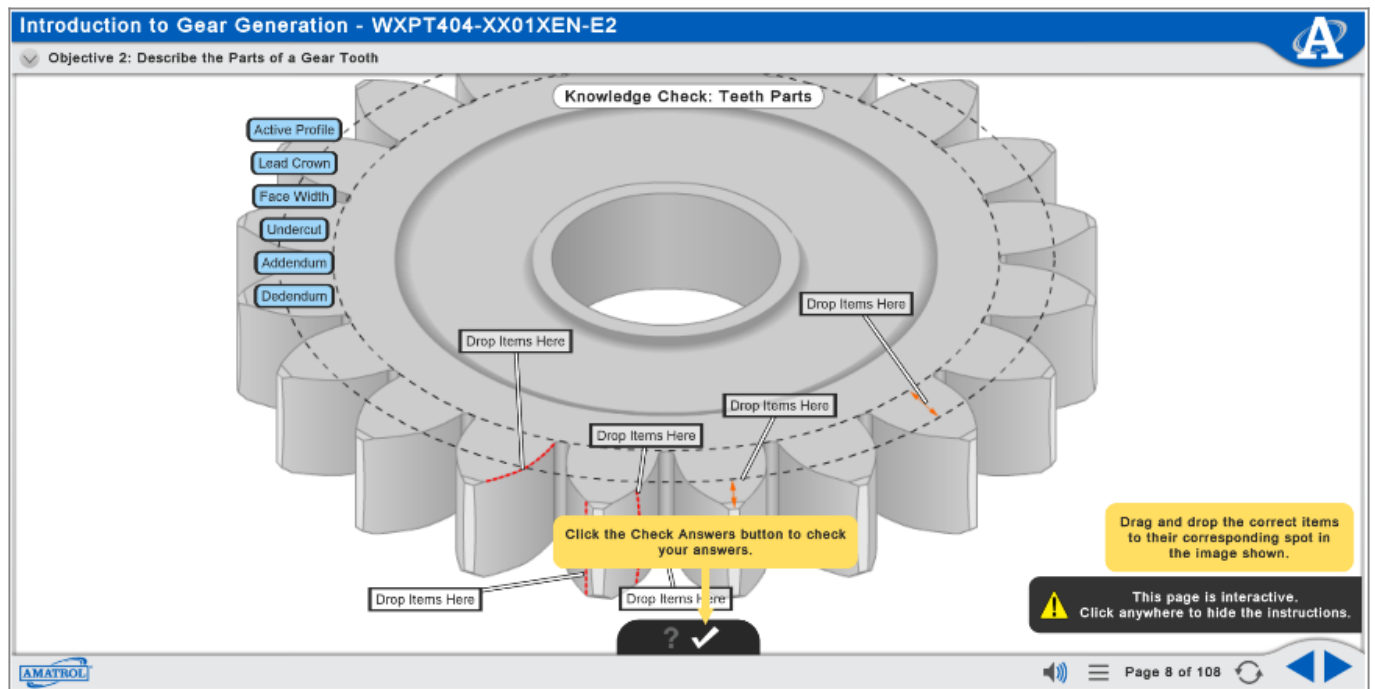 Introduction to Gear Generation - WXPT404-XX01XEN-E2
A
Objective 2: Describe the Parts of a Gear Tooth
Knowledge Check: Teeth Parts
Active Profile
Lead Crown
Face Width
Undercut
Addendum
Dedendum
Drop Items Here
Drop Items Here
Drop Items Here
Drop Items Here
Click the Check Answers button to check
your answers.
Drag and drop the correct items
to their corresponding spot in
the image shown.
Drop Items Here
Drop Items Here
This page is interactive.
Click anywhere to hide the instructions.
?
AMATROL
Page 8 of 108